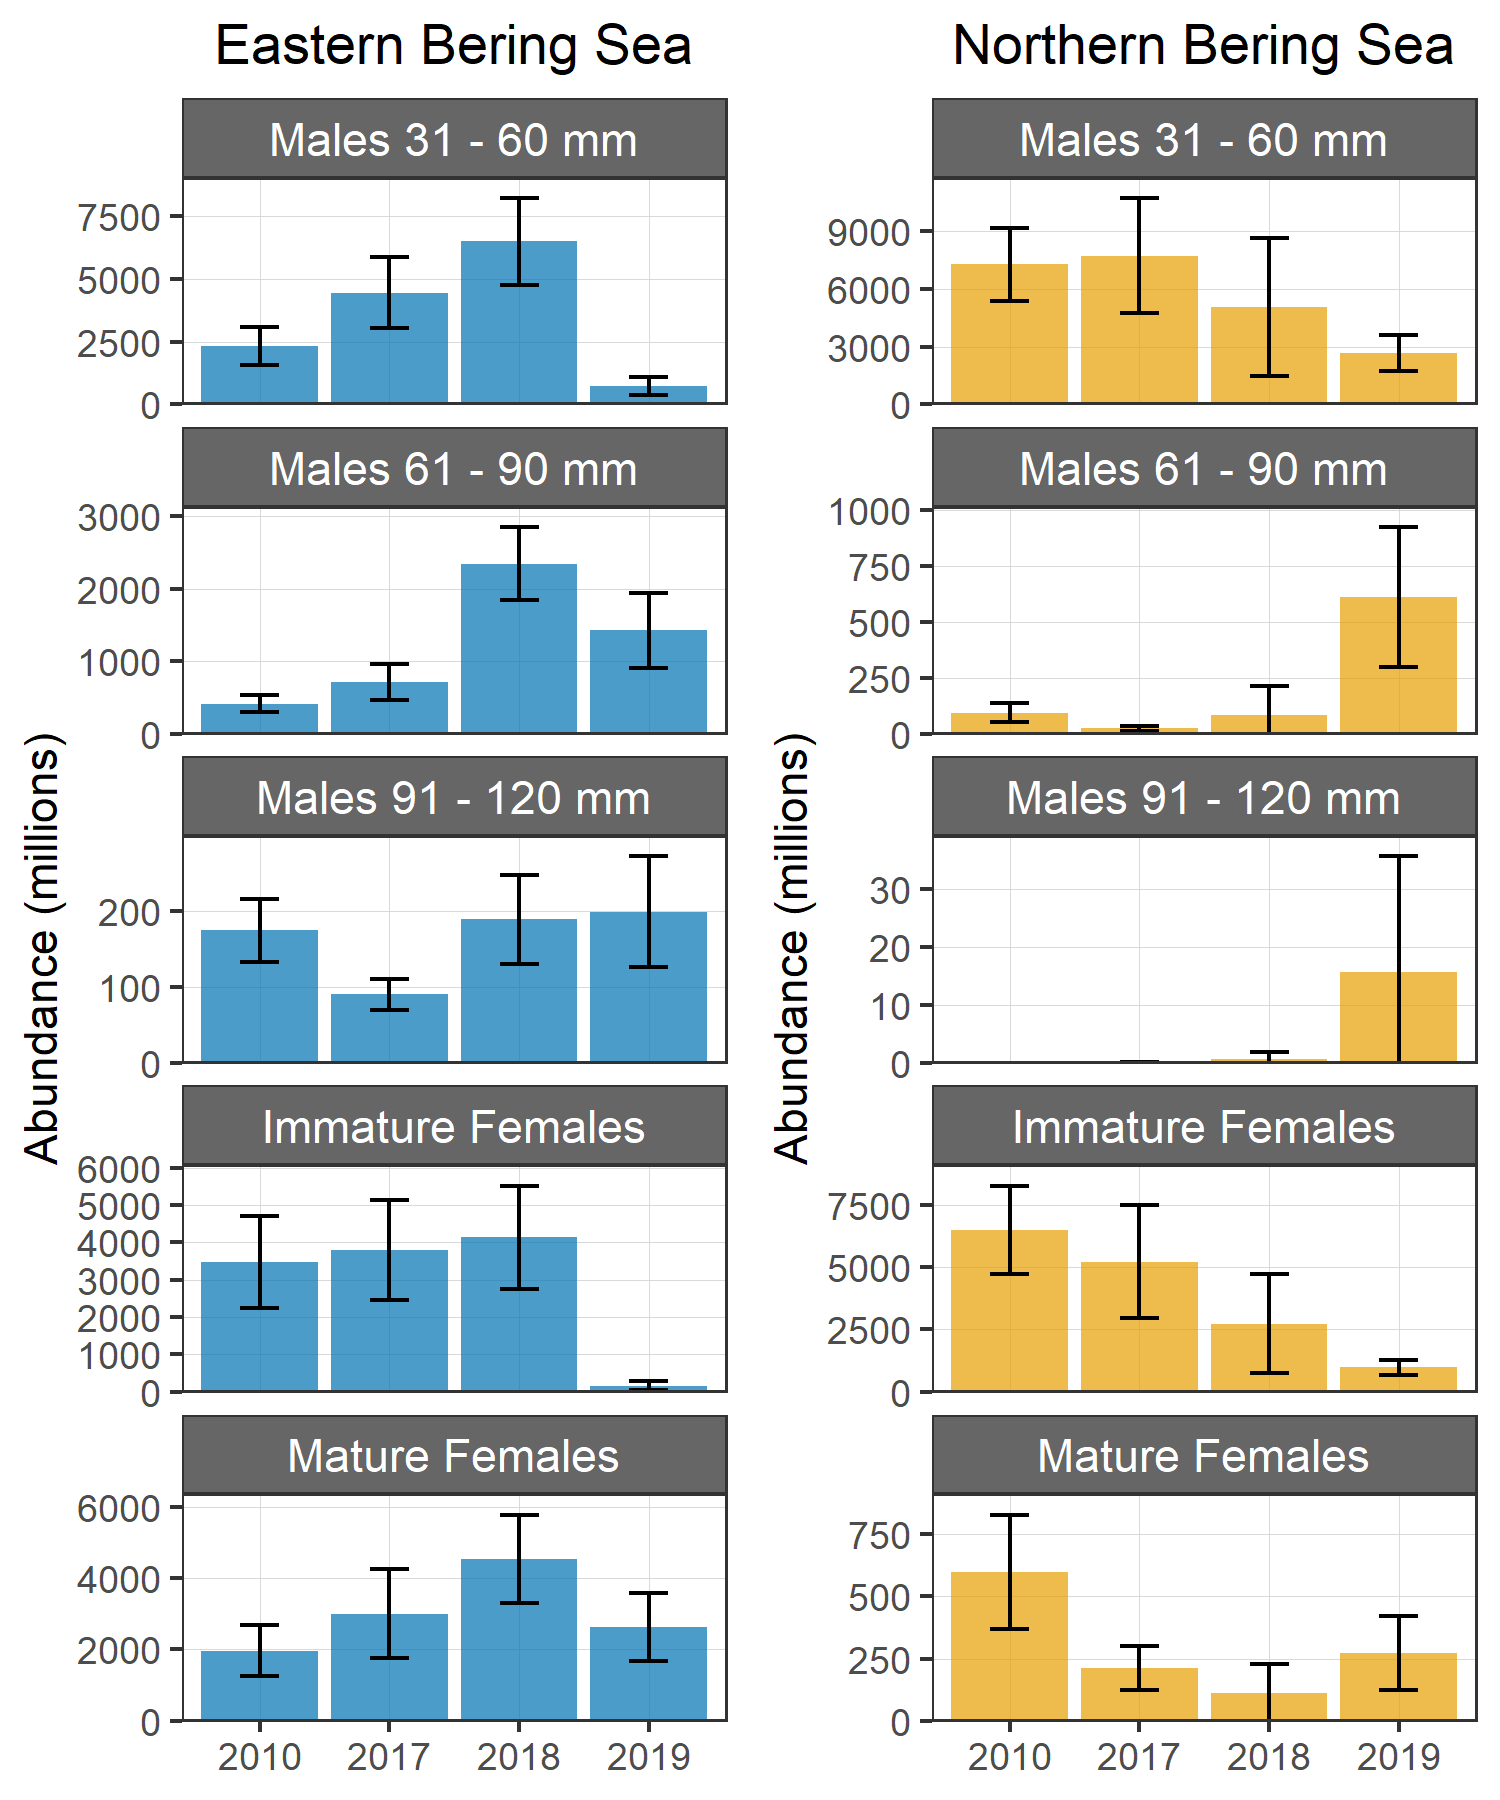 Eastern Bering Sea
Northern Bering Sea
Males 31 - 60 mm
7500
5000
2500
0
Males 61 - 90 mm
3000
2000
1000
0
Males 91 - 120 mm
200
100
0
Immature Females
6000
5000
4000
3000
2000
1000
0
Mature Females
6000
4000
2000
0
2010 2017 2018 2019
Abundance (millions)
Males 31 - 60 mm
9000
6000
3000
0
Males 61 - 90 mm
1000
750
500
250
0
Males 91 - 120 mm
30
20
10
0
Immature Females
7500
5000
2500
0
Mature Females
750
500
250
0
2010 2017 2018 2019
Abundance (millions)